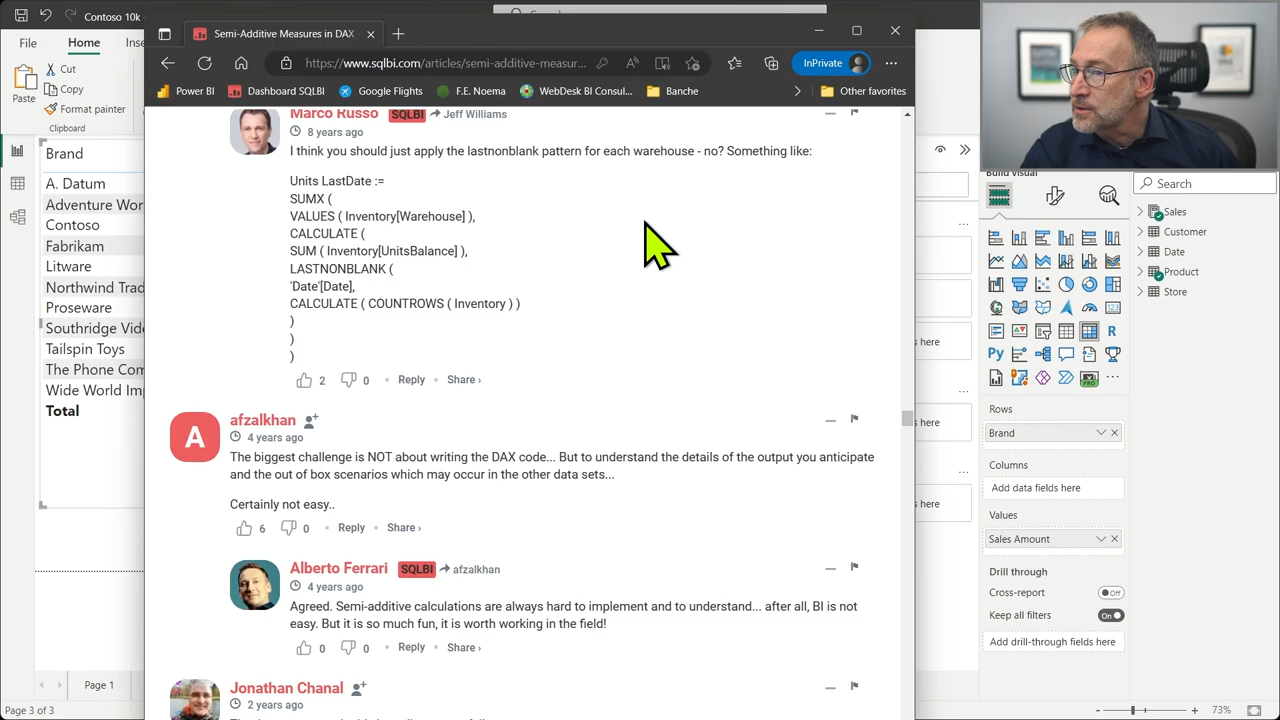 Contoso 10k -
Semi-Additive Measures in DAX
https://www.sqlbi.com/articles/semi-additive-measur...
InPrivate
Power BI
Dashboard SQLBI
Google Flights
F.E. Noema
WebDesk BI Consul...
Banche
Other favorites
File
Home
Paste
Cut
Copy
Format painter
Clipboard
Brand
A. Datum
Adventure Wor
Contoso
Fabrikam
Litware
Northwind Trad
Proseware
Southridge Vide
Tailspin Toys
The Phone Com
Wide World Imp
Total
Page 1
Page 3 of 3
Marco Russo SQLBI Jeff Williams
8 years ago
I think you should just apply the lastnonblank pattern for each warehouse - no? Something like:
Units LastDate :=
SUMX (
VALUES ( Inventory[Warehouse] ),
CALCULATE (
SUM ( Inventory[UnitsBalance] ),
LASTNONBLANK (
'Date'[Date],
CALCULATE ( COUNTROWS ( Inventory ) )
)
)
)
2 0 • Reply • Share ›
A
afzalkhan
4 years ago
The biggest challenge is NOT about writing the DAX code... But to understand the details of the output you anticipate
and the out of box scenarios which may occur in the other data sets...
Certainly not easy..
6 0 • Reply • Share ›
Alberto Ferrari SQLBI afzalkhan
4 years ago
Agreed. Semi-additive calculations are always hard to implement and to understand... after all, BI is not
easy. But it is so much fun, it is worth working in the field!
0 0 • Reply • Share ›
Jonathan Chanal
2 years ago
s here
s here
s here
Build visual
R
Py
PRO
Rows
Brand
Columns
Add data fields here
Values
Sales Amount
Drill through
Cross-report
Off
Keep all filters
On
Add drill-through fields here
Search
Sales
Customer
Date
Product
Store
- + 73%